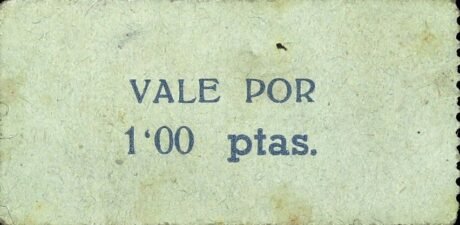 VALE POR
1'00 ptas.